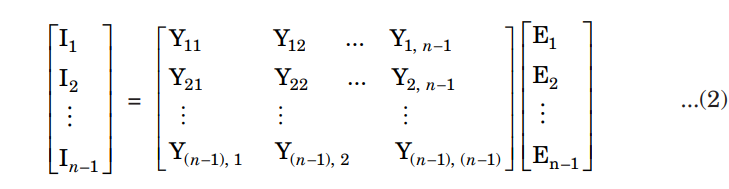 I1 Y11 Y12 ... Y1, n–1 E1
I2 = Y21 Y22 ... Y2, n–1 E2 ...(2)
⋮ ⋮ ⋮ ⋮ ⋮
In–1 Y(n–1), 1 Y(n–1), 2 Y(n–1), (n–1) En–1